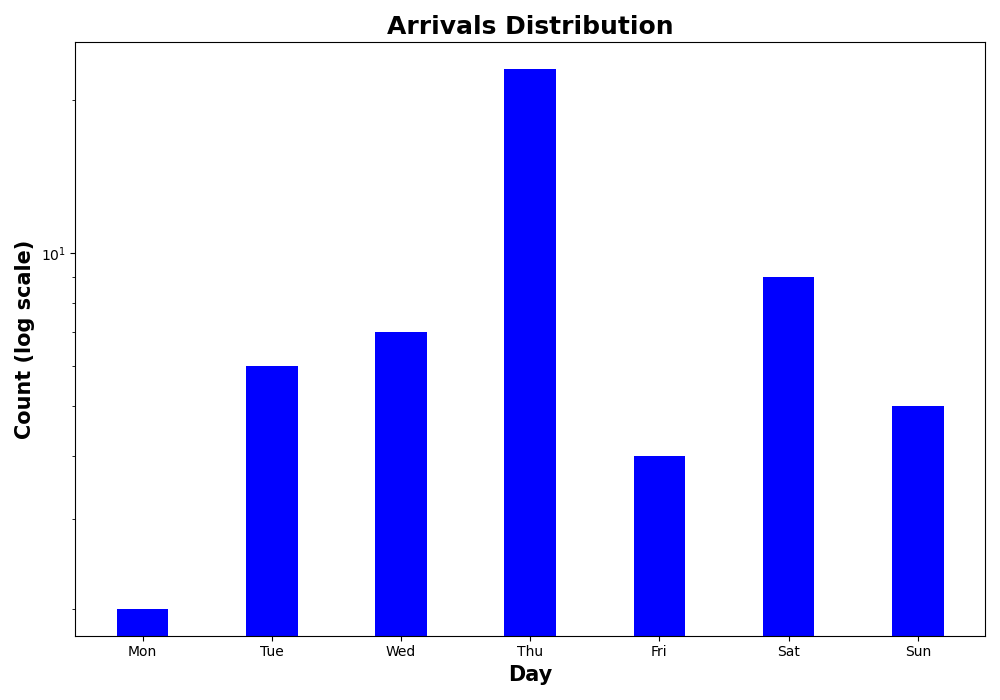 Arrivals Distribution
Count (log scale)
10¹
Mon Tue Wed Thu Fri Sat Sun
Day